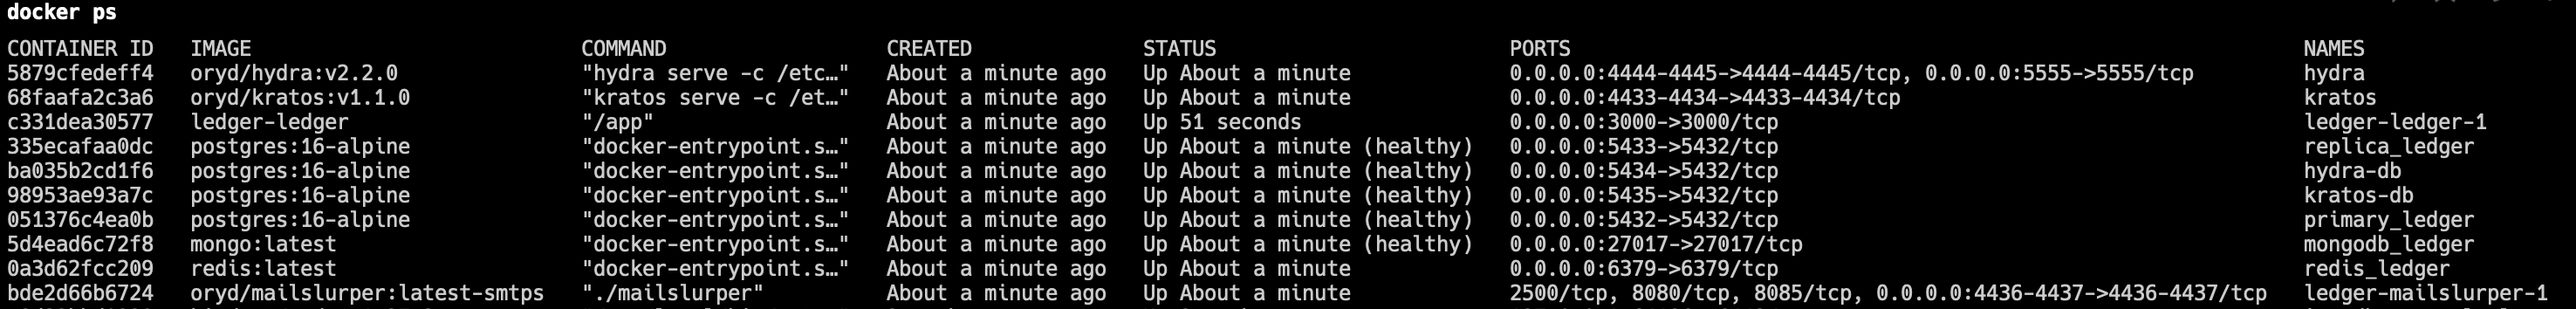 docker ps
CONTAINER ID   IMAGE                           COMMAND                  CREATED              STATUS                        PORTS                                                           NAMES
5879cfedeff4   oryd/hydra:v2.2.0               "hydra serve -c /etc…"   About a minute ago   Up About a minute             0.0.0.0:4444-4445->4444-4445/tcp, 0.0.0.0:5555->5555/tcp        hydra
68faafa2c3a6   oryd/kratos:v1.1.0              "kratos serve -c /et…"   About a minute ago   Up About a minute             0.0.0.0:4433-4434->4433-4434/tcp                                kratos
c331dea30577   ledger-ledger                   "/app"                   About a minute ago   Up 51 seconds                 0.0.0.0:3000->3000/tcp                                          ledger-ledger-1
335ecafaa0dc   postgres:16-alpine              "docker-entrypoint.s…"   About a minute ago   Up About a minute (healthy)   0.0.0.0:5433->5432/tcp                                          replica_ledger
ba035b2cd1f6   postgres:16-alpine              "docker-entrypoint.s…"   About a minute ago   Up About a minute (healthy)   0.0.0.0:5434->5432/tcp                                          hydra-db
98953ae93a7c   postgres:16-alpine              "docker-entrypoint.s…"   About a minute ago   Up About a minute (healthy)   0.0.0.0:5435->5432/tcp                                          kratos-db
051376c4ea0b   postgres:16-alpine              "docker-entrypoint.s…"   About a minute ago   Up About a minute (healthy)   0.0.0.0:5432->5432/tcp                                          primary_ledger
5d4ead6c72f8   mongo:latest                    "docker-entrypoint.s…"   About a minute ago   Up About a minute (healthy)   0.0.0.0:27017->27017/tcp                                        mongodb_ledger
0a3d62fcc209   redis:latest                    "docker-entrypoint.s…"   About a minute ago   Up About a minute             0.0.0.0:6379->6379/tcp                                          redis_ledger
bde2d66b6724   oryd/mailslurper:latest-smtps   "./mailslurper"          About a minute ago   Up About a minute             2500/tcp, 8080/tcp, 8085/tcp, 0.0.0.0:4436-4437->4436-4437/tcp   ledger-mailslurper-1